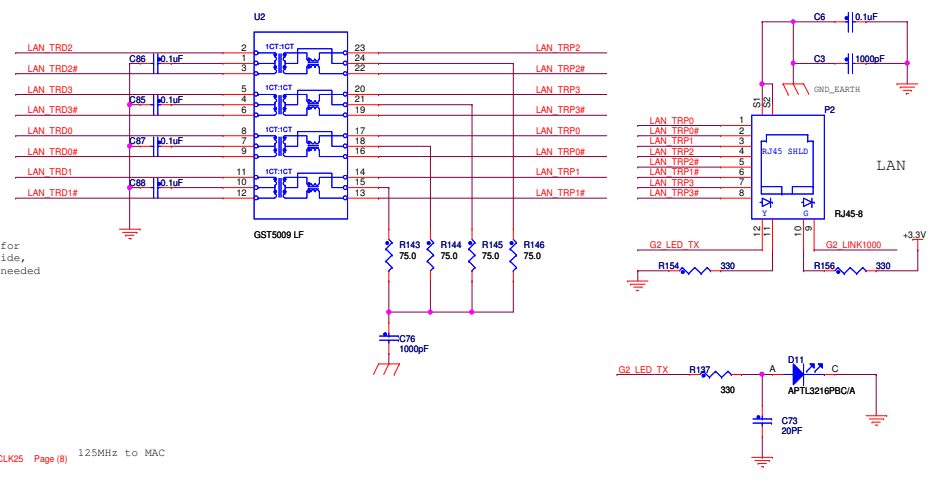 U2
LAN_TRD2 2 1CT:1CT 23 LAN_TRP2
C86 0.1uF 1 24
LAN_TRD2# 3 22 LAN_TRP2#
LAN_TRD3 5 1CT:1CT 20 LAN_TRP3
C85 0.1uF 4 21
LAN_TRD3# 6 19 LAN_TRP3#
LAN_TRD0 8 1CT:1CT 17 LAN_TRP0
C87 0.1uF 7 18
LAN_TRD0# 9 16 LAN_TRP0#
LAN_TRD1 11 1CT:1CT 14 LAN_TRP1
C88 0.1uF 10 15
LAN_TRD1# 12 13 LAN_TRP1#
GST5009 LF
for
ide,
needed
R143 75.0
R144 75.0
R145 75.0
R146 75.0
C76
1000pF
C6 0.1uF
C3 1000pF
GND_EARTH
S1 S2
P2
LAN_TRP0 1
LAN_TRP0# 2
LAN_TRP1 3
LAN_TRP2 4
LAN_TRP2# 5
LAN_TRP1# 6
LAN_TRP3 7
LAN_TRP3# 8
RJ45 SHLD
LAN
Y G
RJ45-8
12 11 10 9
G2_LED_TX
G2_LINK1000
+3.3V
R154 330
R156 330
G2_LED_TX
R137
330
A D11 C
APTL3216PBC/A
C73
20PF
CLK25 Page (8)
125MHz to MAC